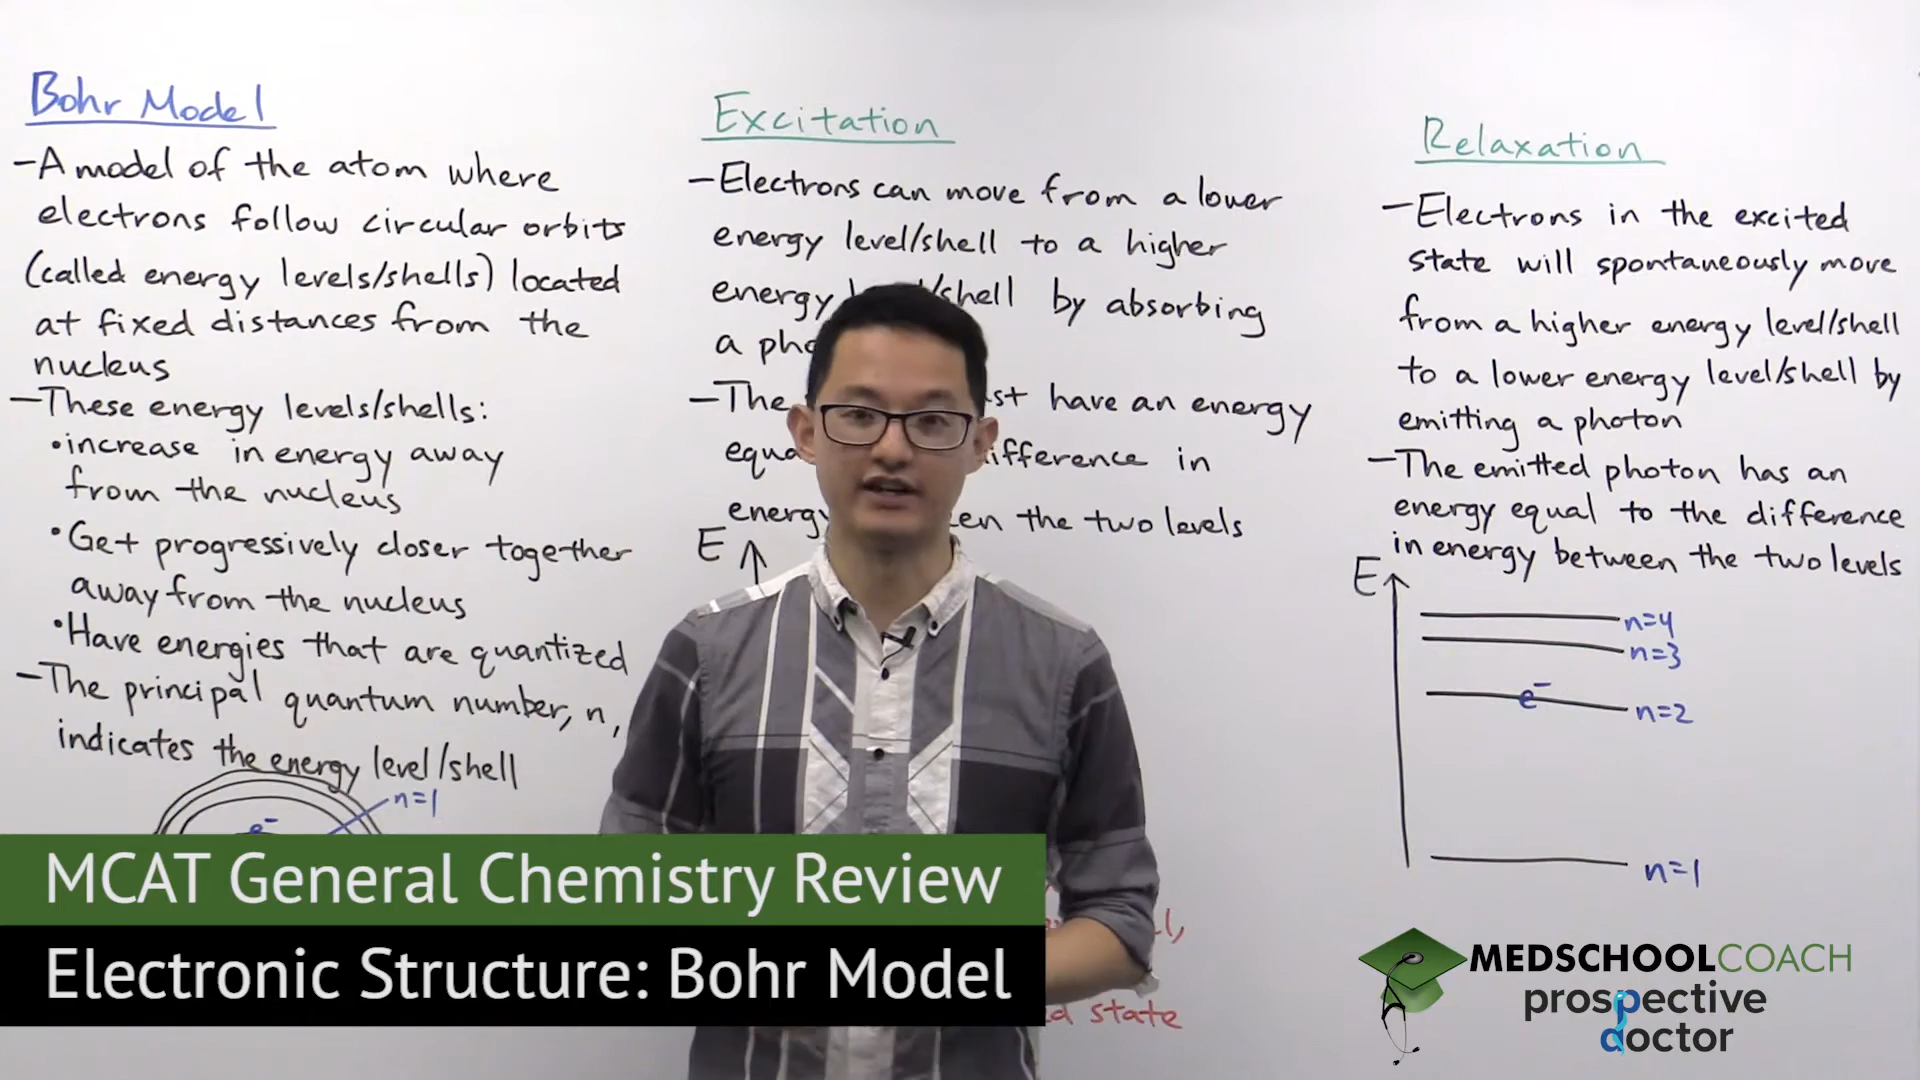 Bohr Model
-A model of the atom where
electrons follow circular orbits
(called energy levels/shells) located
at fixed distances from the
nucleus
-These energy levels/shells:
•increase in energy away
from the nucleus
•Get progressively closer together
away from the nucleus
•Have energies that are quantized
-The principal quantum number, n,
indicates the energy level/shell
n=1
e-
Excitation
-Electrons can move from a lower
energy level/shell to a higher
energy /shell by absorbing
a
-The have an energy
in
energy the two levels
E
state
Relaxation
-Electrons in the excited
state will spontaneously move
from a higher energy level/shell
to a lower energy level/shell by
emitting a photon
-The emitted photon has an
energy equal to the difference
in energy between the two levels
E
n=4
n=3
e- n=2
n=1
MCAT General Chemistry Review
Electronic Structure: Bohr Model
MEDSCHOOLCOACH
prospective
doctor